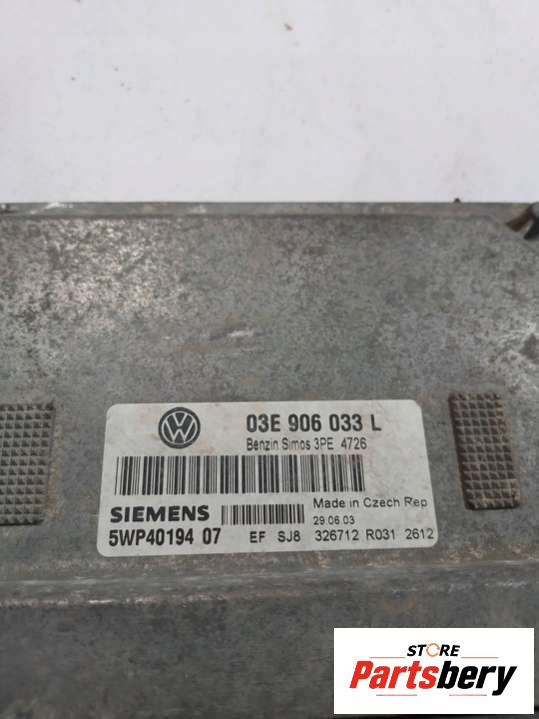 03E 906 033 L
Benzin Simos 3PE 4726
SIEMENS
Made in Czech Rep
29 06 03
5WP40194 07 EF SJ8 326712 R031 2612
STORE
Partsbery